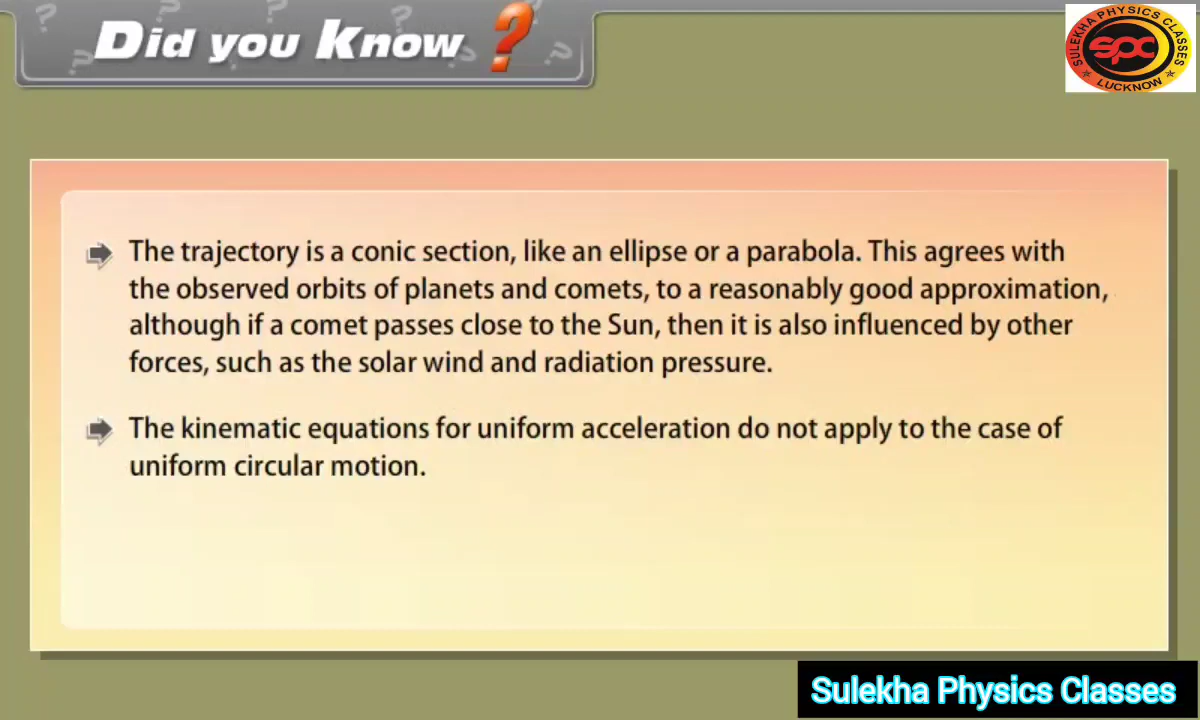 Did you Know ?
SULEKHA PHYSICS CLASSES
spc
LUCKNOW
The trajectory is a conic section, like an ellipse or a parabola. This agrees with
the observed orbits of planets and comets, to a reasonably good approximation,
although if a comet passes close to the Sun, then it is also influenced by other
forces, such as the solar wind and radiation pressure.
The kinematic equations for uniform acceleration do not apply to the case of
uniform circular motion.
Sulekha Physics Classes